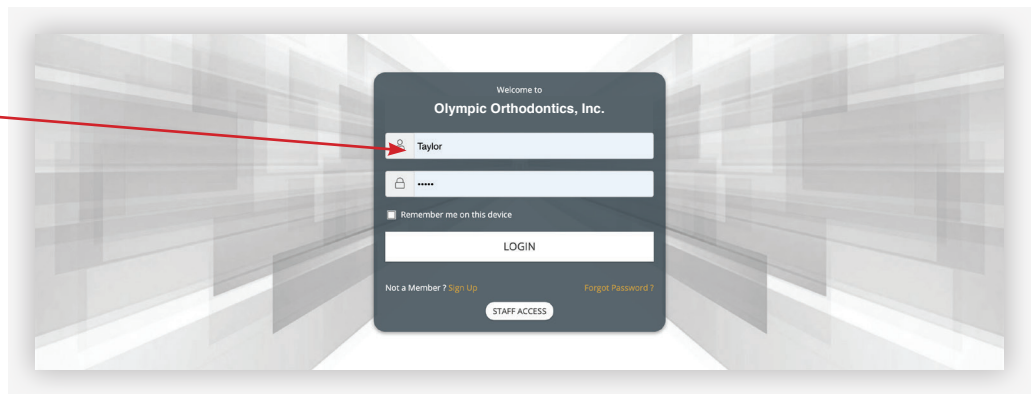 Welcome to
Olympic Orthodontics, Inc.
Taylor
•••••
Remember me on this device
LOGIN
Not a Member ? Sign Up Forgot Password ?
STAFF ACCESS